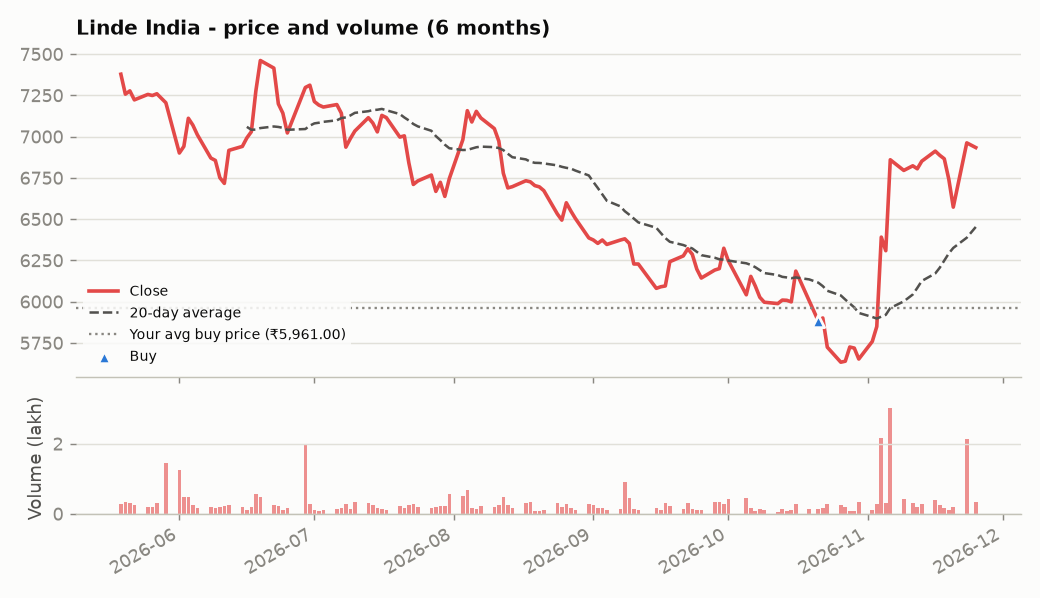 Linde India - price and volume (6 months)
7500
7250
7000
6750
6500
6250
6000
5750
Close
20-day average
Your avg buy price (₹5,961.00)
Buy
Volume (lakh)
2
0
2026-06
2026-07
2026-08
2026-09
2026-10
2026-11
2026-12